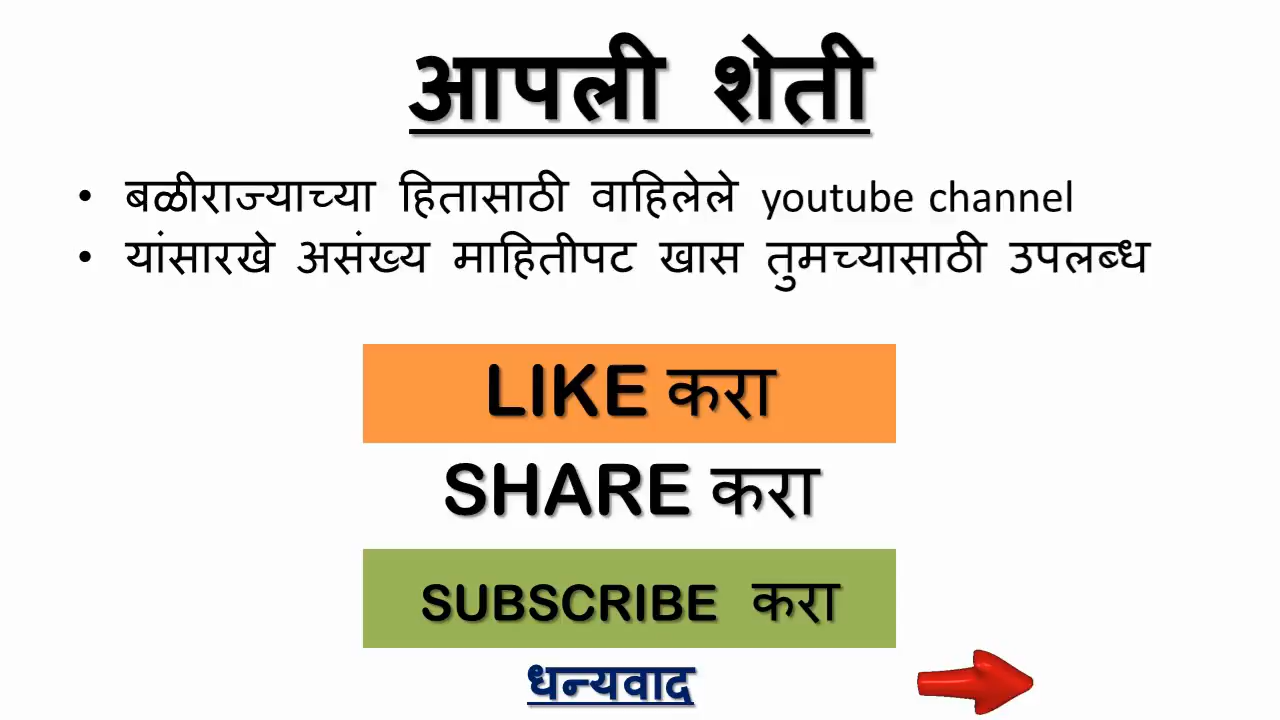 आपली शेती
• बळीराज्याच्या हितासाठी वाहिलेले youtube channel
• यांसारखे असंख्य माहितीपट खास तुमच्यासाठी उपलब्ध
LIKE करा
SHARE करा
SUBSCRIBE करा
धन्यवाद